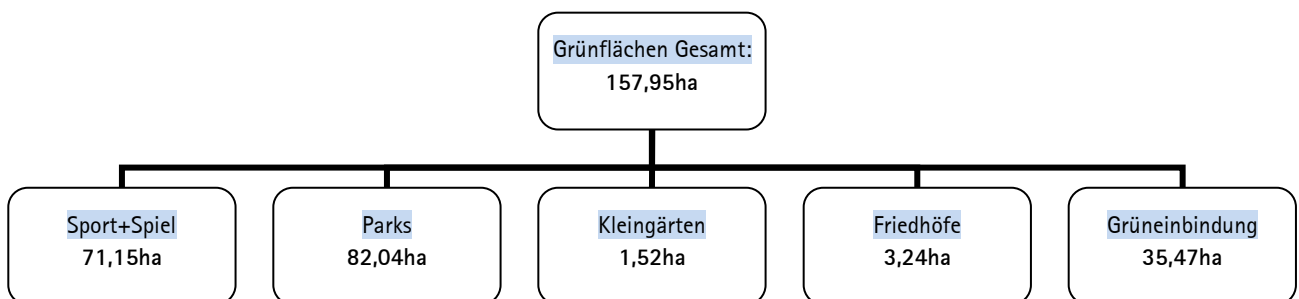 Grünflächen Gesamt:
157,95ha
Sport+Spiel
71,15ha
Parks
82,04ha
Kleingärten
1,52ha
Friedhöfe
3,24ha
Grüneinbindung
35,47ha